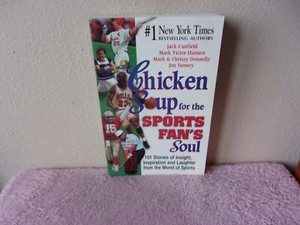 #1 New York Times
BESTSELLING AUTHORS
Jack Canfield
Mark Victor Hansen
Mark & Chrissy Donnelly
Jim Tunney
Chicken
Soup for the
SPORTS
FAN'S
Soul
101 Stories of Insight,
Inspiration and Laughter
from the World of Sports